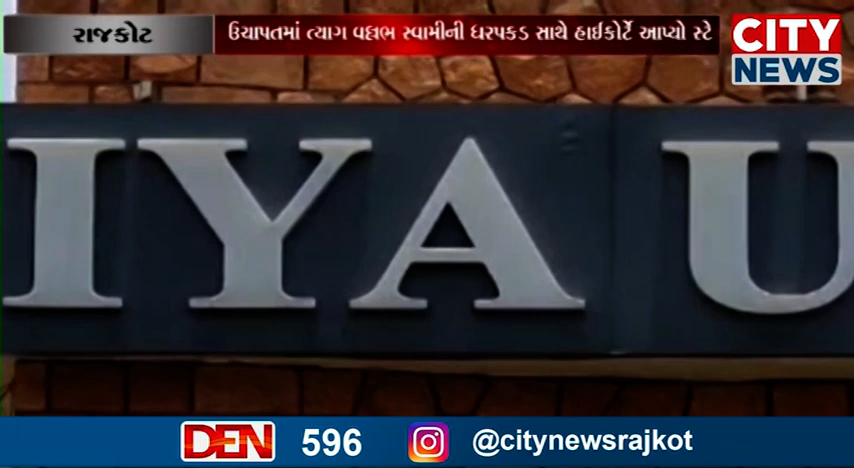 રાજકોટ
ઉચાપતમાં ત્યાગ વલ્લભ સ્વામીની ધરપકડ સાથે હાઈકોર્ટે આપ્યો સ્ટે
CITY
NEWS
IYA U
DEN 596 @citynewsrajkot